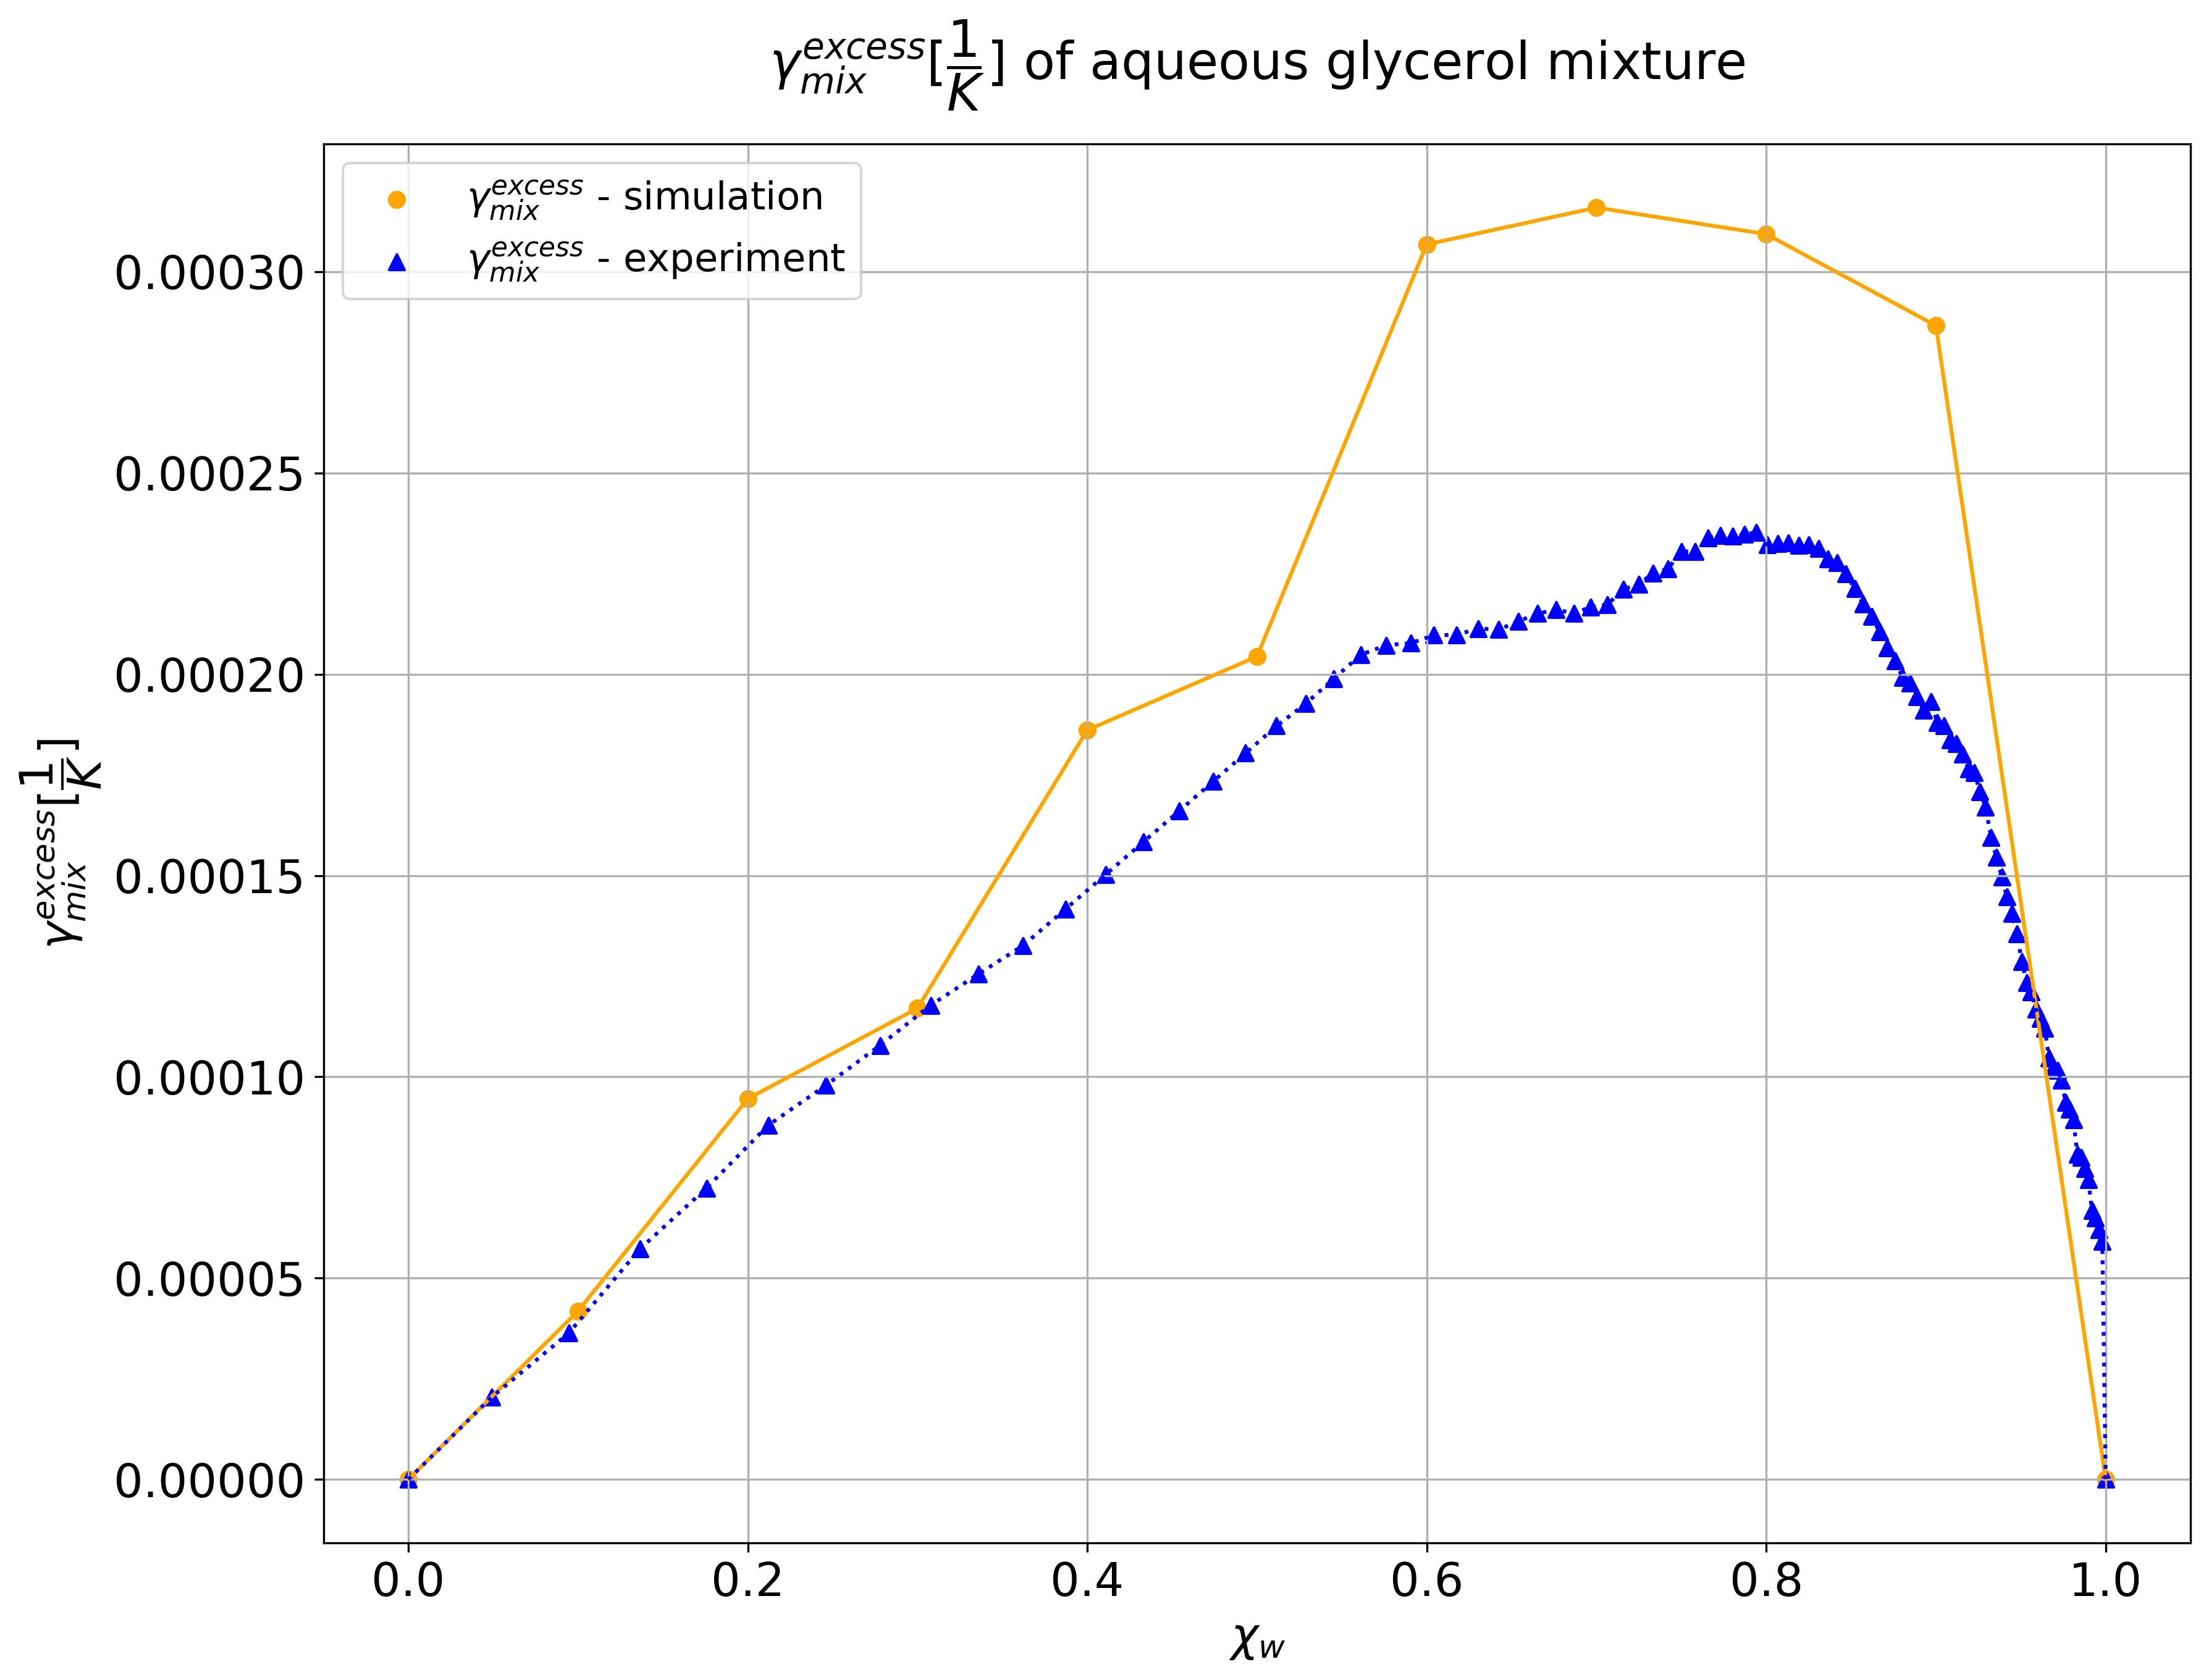 γ_mix^excess[1/K] of aqueous glycerol mixture
γ_mix^excess - simulation
γ_mix^excess - experiment
γ_mix^excess[1/K]
0.00030
0.00025
0.00020
0.00015
0.00010
0.00005
0.00000
0.0 0.2 0.4 0.6 0.8 1.0
χ_w